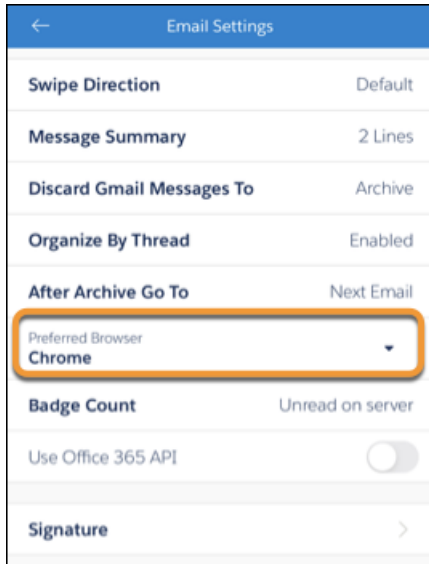 Email Settings
Swipe Direction Default
Message Summary 2 Lines
Discard Gmail Messages To Archive
Organize By Thread Enabled
After Archive Go To Next Email
Preferred Browser
Chrome
Badge Count Unread on server
Use Office 365 API
Signature